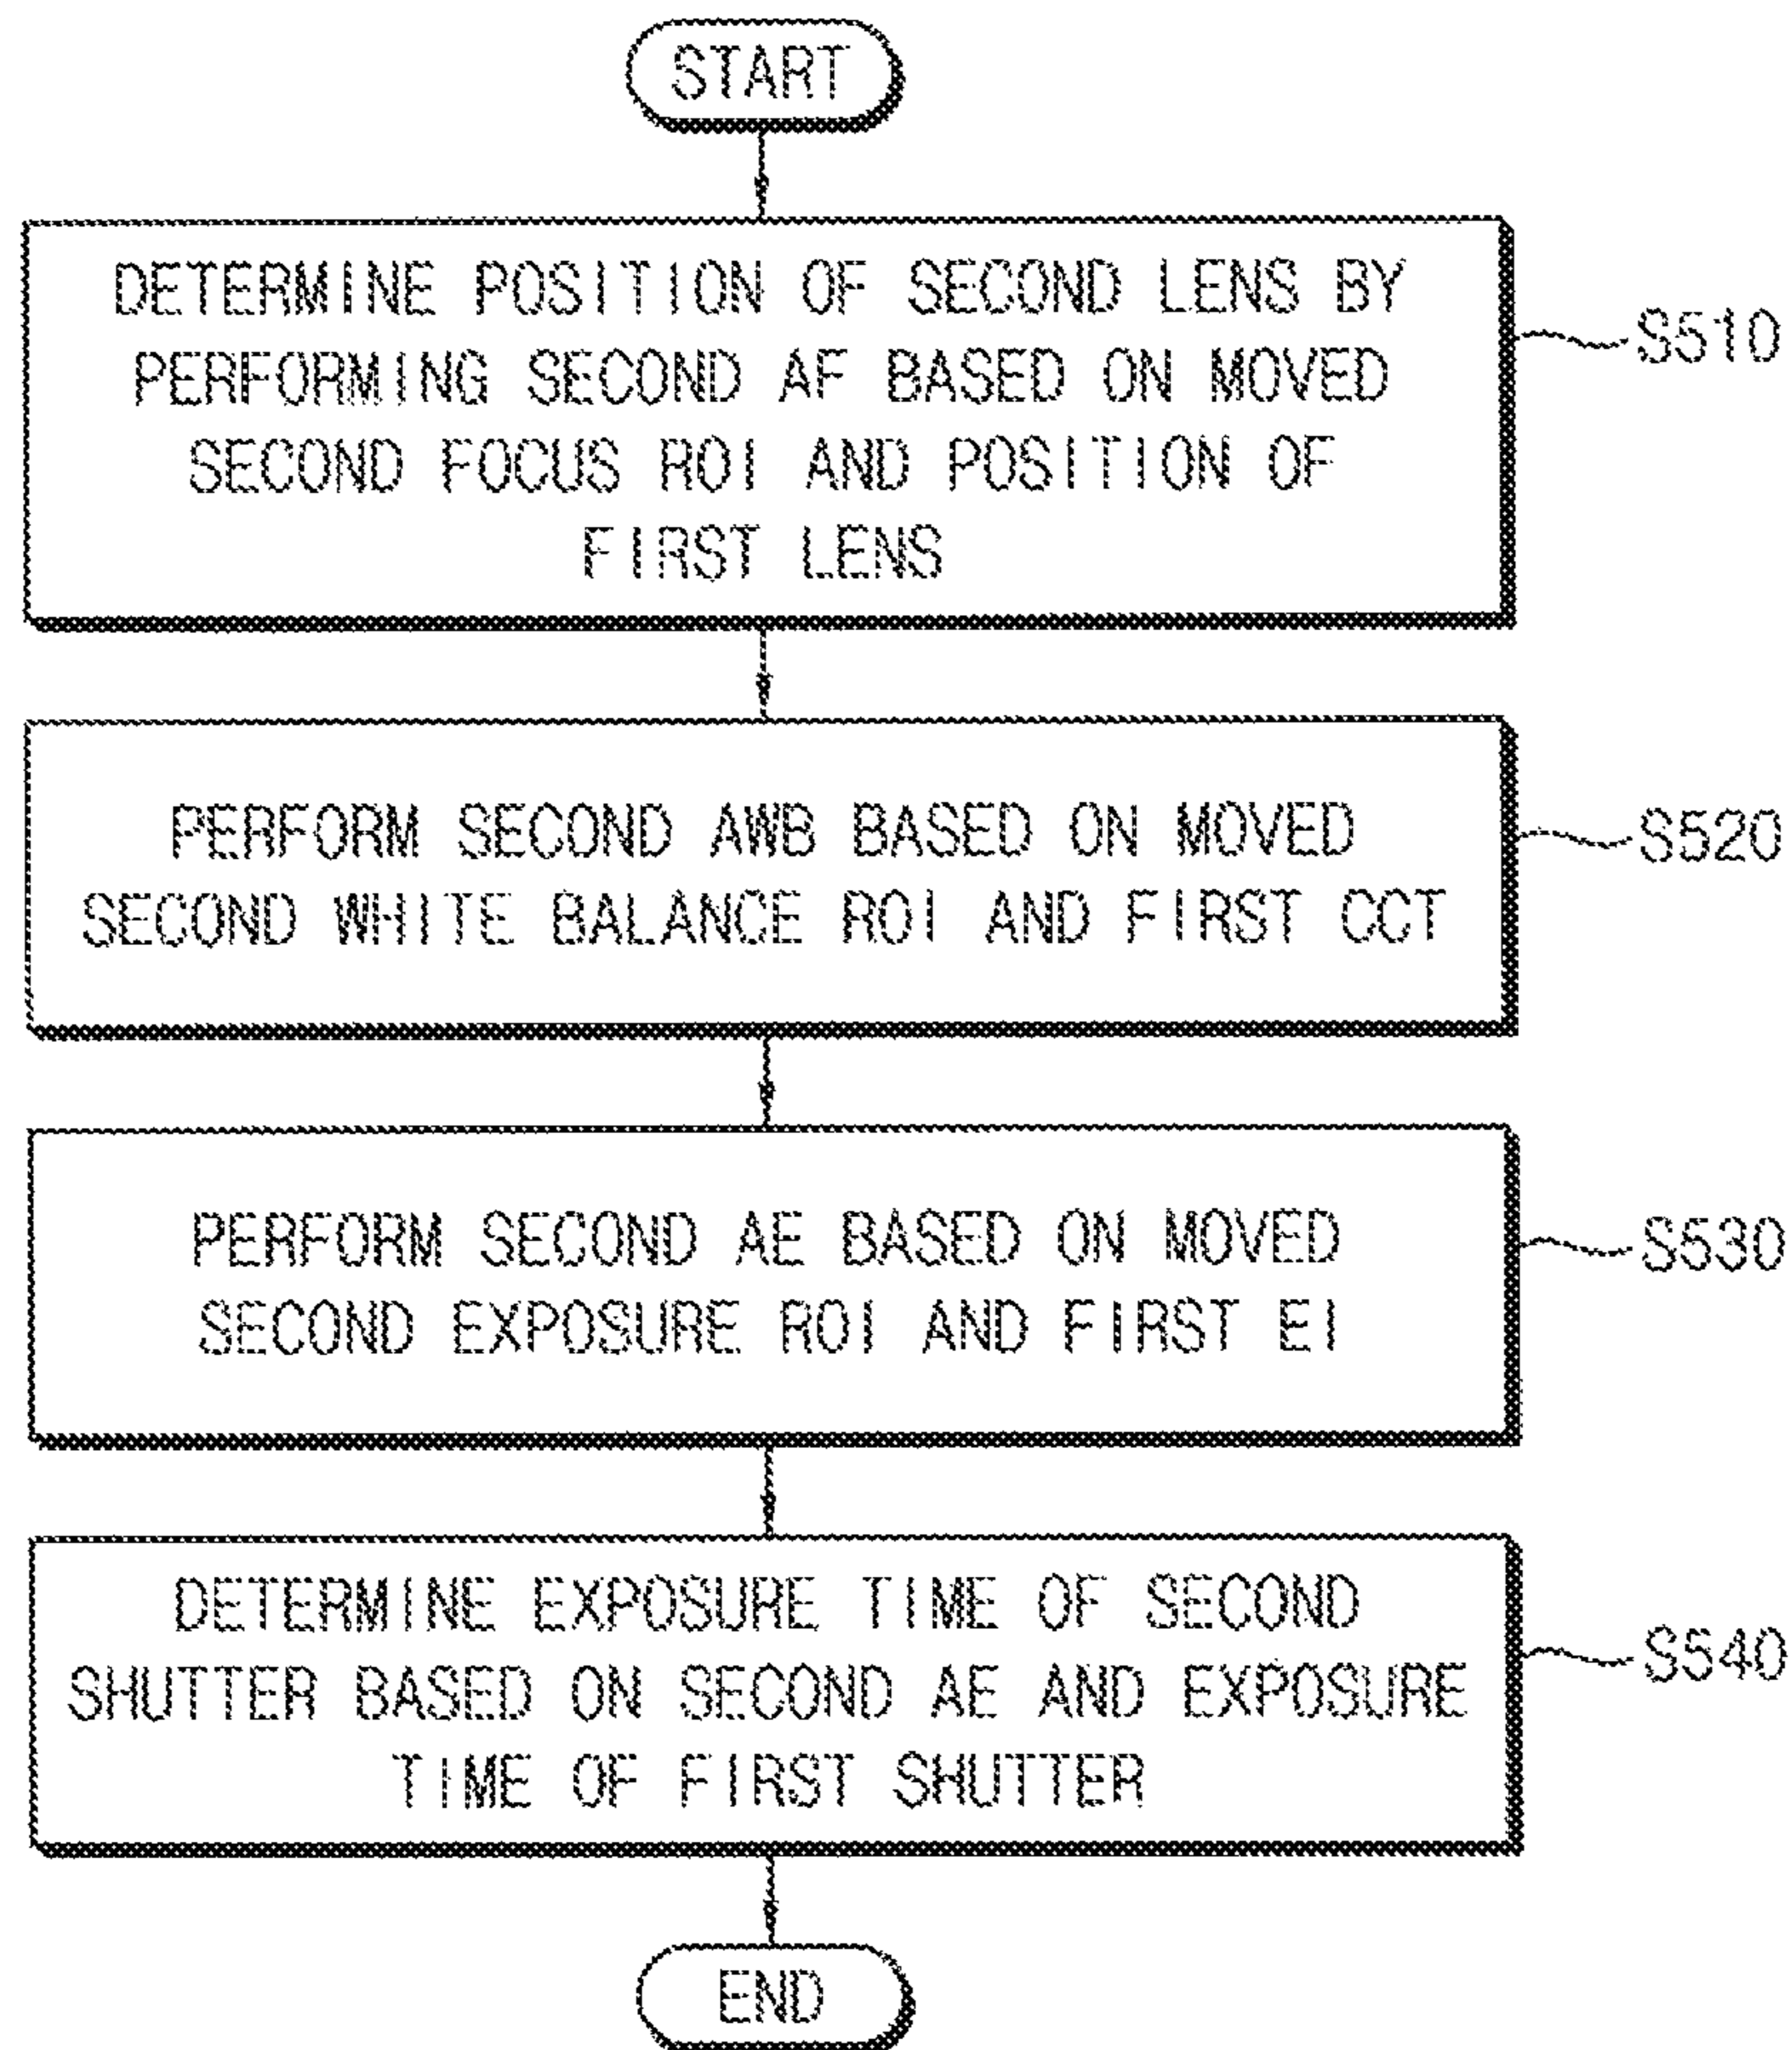 START
DETERMINE POSITION OF SECOND LENS BY
PERFORMING SECOND AF BASED ON MOVED
SECOND FOCUS ROI AND POSITION OF
FIRST LENS
S510
PERFORM SECOND AWB BASED ON MOVED
SECOND WHITE BALANCE ROI AND FIRST CCT
S520
PERFORM SECOND AE BASED ON MOVED
SECOND EXPOSURE ROI AND FIRST EI
S530
DETERMINE EXPOSURE TIME OF SECOND
SHUTTER BASED ON SECOND AE AND EXPOSURE
TIME OF FIRST SHUTTER
S540
END